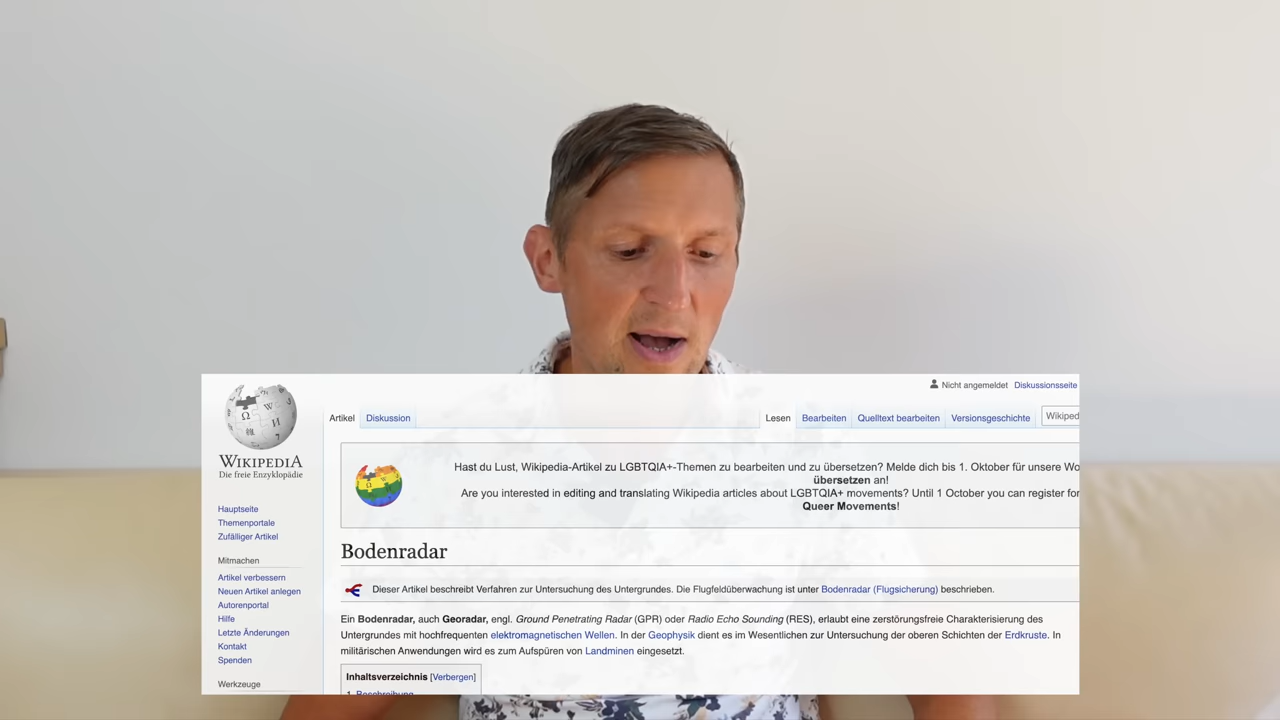 Nicht angemeldet Diskussionsseite
Artikel Diskussion Lesen Bearbeiten Quelltext bearbeiten Versionsgeschichte Wikiped
WIKIPEDIA
Die freie Enzyklopädie
Hauptseite
Themenportale
Zufälliger Artikel
Mitmachen
Artikel verbessern
Neuen Artikel anlegen
Autorenportal
Hilfe
Letzte Änderungen
Kontakt
Spenden
Werkzeuge
Hast du Lust, Wikipedia-Artikel zu LGBTQIA+-Themen zu bearbeiten und zu übersetzen? Melde dich bis 1. Oktober für unsere Wo
übersetzen an!
Are you interested in editing and translating Wikipedia articles about LGBTQIA+ movements? Until 1 October you can register for
Queer Movements!
Bodenradar
Dieser Artikel beschreibt Verfahren zur Untersuchung des Untergrundes. Die Flugfeldüberwachung ist unter Bodenradar (Flugsicherung) beschrieben.
Ein Bodenradar, auch Georadar, engl. Ground Penetrating Radar (GPR) oder Radio Echo Sounding (RES), erlaubt eine zerstörungsfreie Charakterisierung des
Untergrundes mit hochfrequenten elektromagnetischen Wellen. In der Geophysik dient es im Wesentlichen zur Untersuchung der oberen Schichten der Erdkruste. In
militärischen Anwendungen wird es zum Aufspüren von Landminen eingesetzt.
Inhaltsverzeichnis [Verbergen]
1 Beschreibung